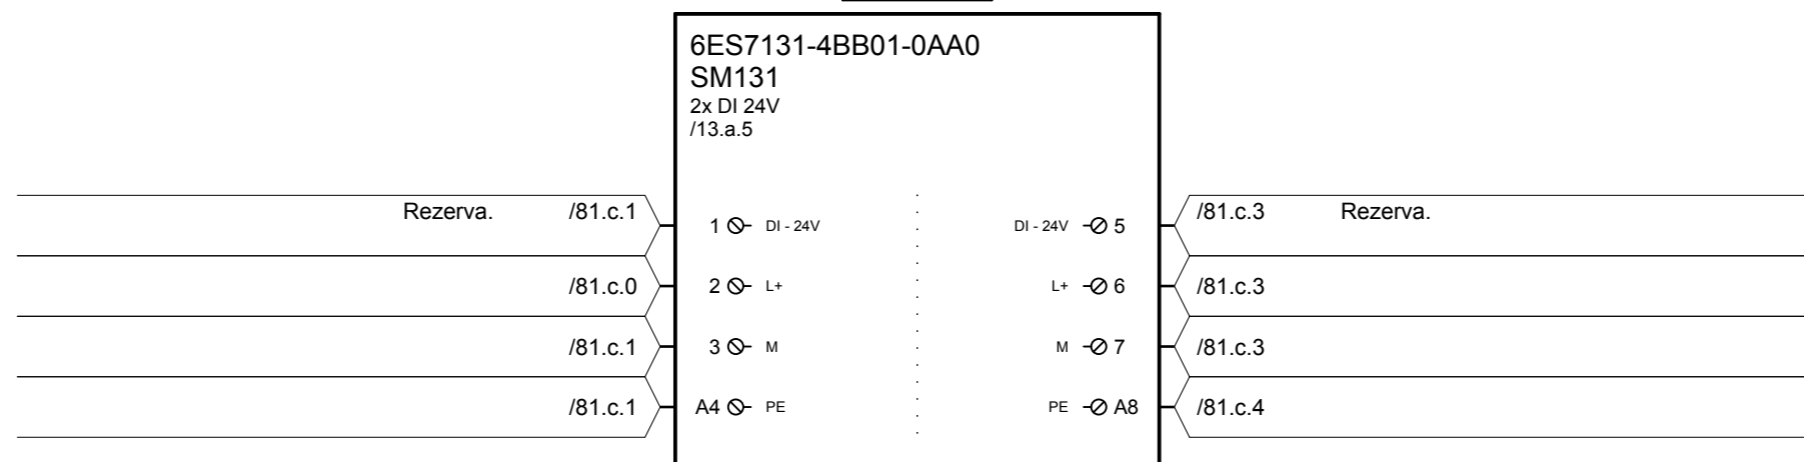 6ES7131-4BB01-0AA0
SM131
2x DI 24V
/13.a.5
Rezerva. /81.c.1 1 DI - 24V DI - 24V 5 /81.c.3 Rezerva.
/81.c.0 2 L+ L+ 6 /81.c.3
/81.c.1 3 M M 7 /81.c.3
/81.c.1 A4 PE PE A8 /81.c.4